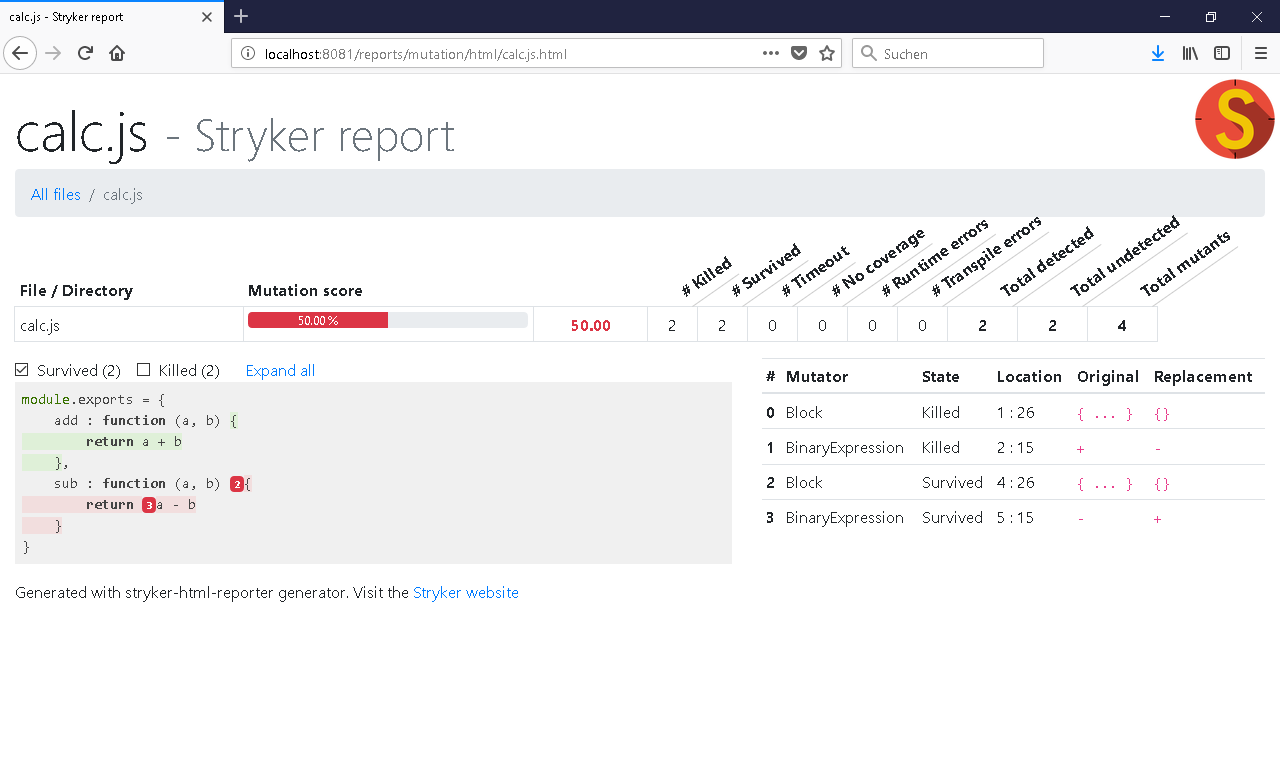 calc.js - Stryker report
localhost:8081/reports/mutation/html/calc.js.html
Suchen
calc.js - Stryker report
S
All files / calc.js
File / Directory Mutation score # Killed # Survived # Timeout # No coverage # Runtime errors # Transpile errors Total detected Total undetected Total mutants
calc.js 50.00% 50.00 2 2 0 0 0 0 2 2 4
Survived (2) Killed (2) Expand all
module.exports = {
    add : function (a, b) {
        return a + b
    },
    sub : function (a, b) 2{
        return 3a - b
    }
}
# Mutator State Location Original Replacement
0 Block Killed 1 : 26 { ... } {}
1 BinaryExpression Killed 2 : 15 + -
2 Block Survived 4 : 26 { ... } {}
3 BinaryExpression Survived 5 : 15 - +
Generated with stryker-html-reporter generator. Visit the Stryker website